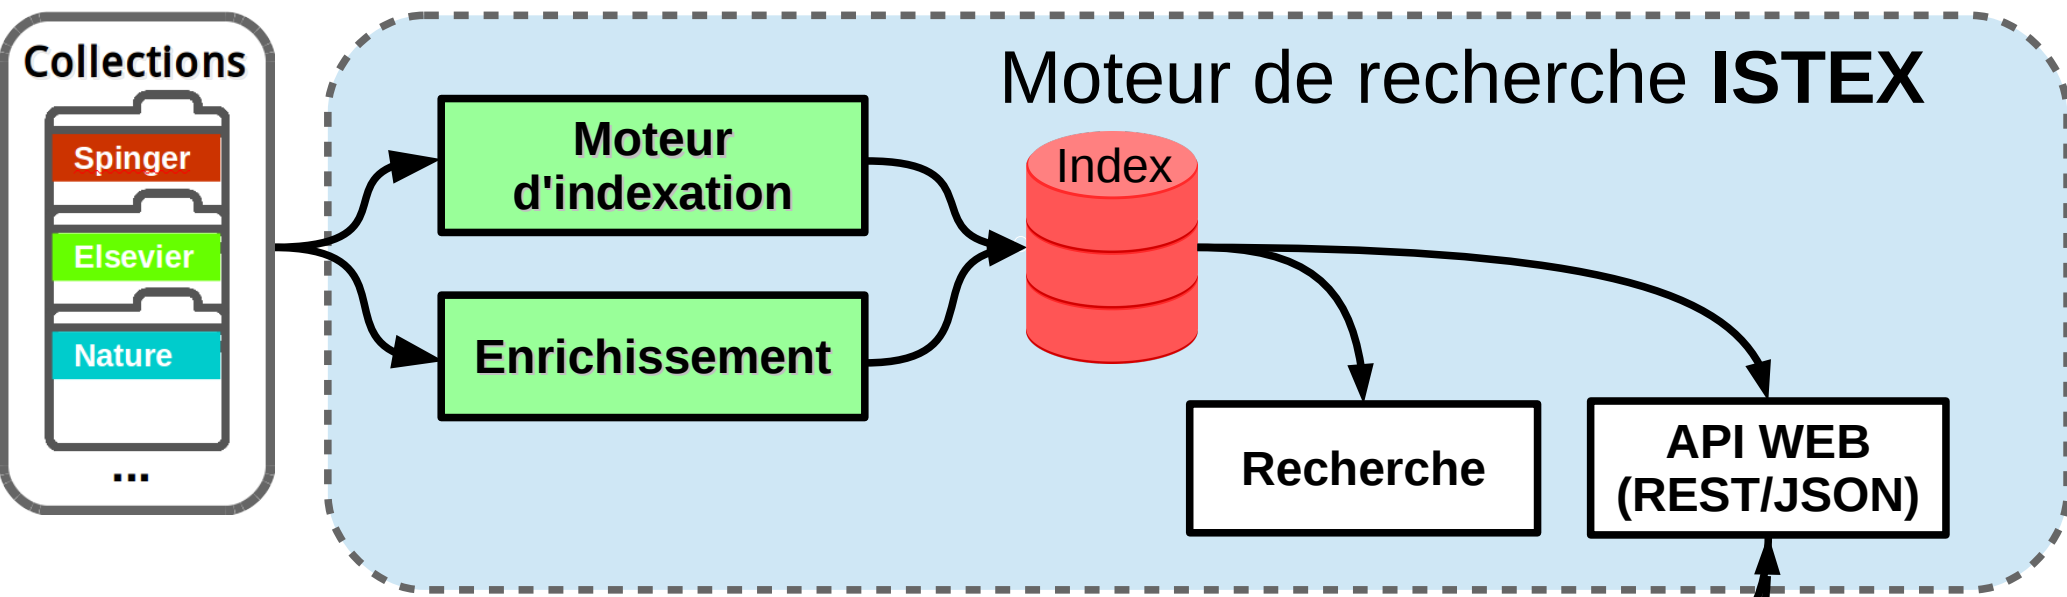 Collections
Spinger
Elsevier
Nature
...
Moteur de recherche ISTEX
Moteur
d'indexation
Enrichissement
Index
Recherche
API WEB
(REST/JSON)